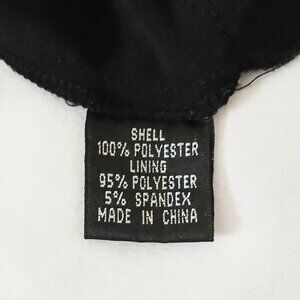 SHELL
100% POLYESTER
LINING
95% POLYESTER
5% SPANDEX
MADE IN CHINA